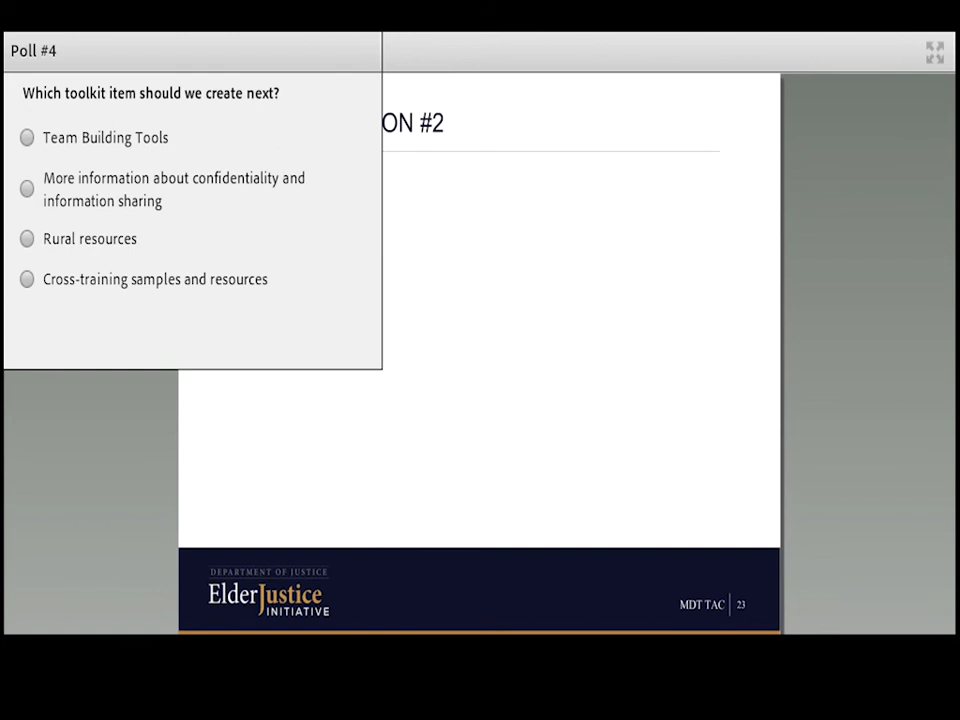 Poll #4
Which toolkit item should we create next?
Team Building Tools
More information about confidentiality and
information sharing
Rural resources
Cross-training samples and resources
ON #2
DEPARTMENT OF JUSTICE
ElderJustice
INITIATIVE
MDT TAC 23